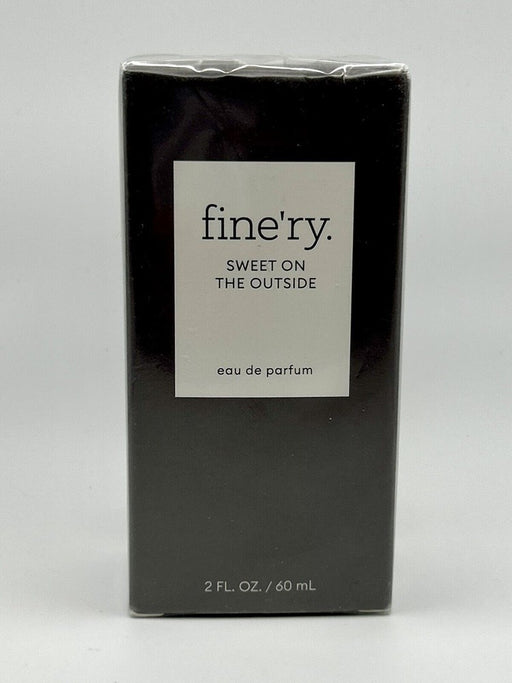 fine'ry.
SWEET ON
THE OUTSIDE
eau de parfum
2 FL. OZ. / 60 mL